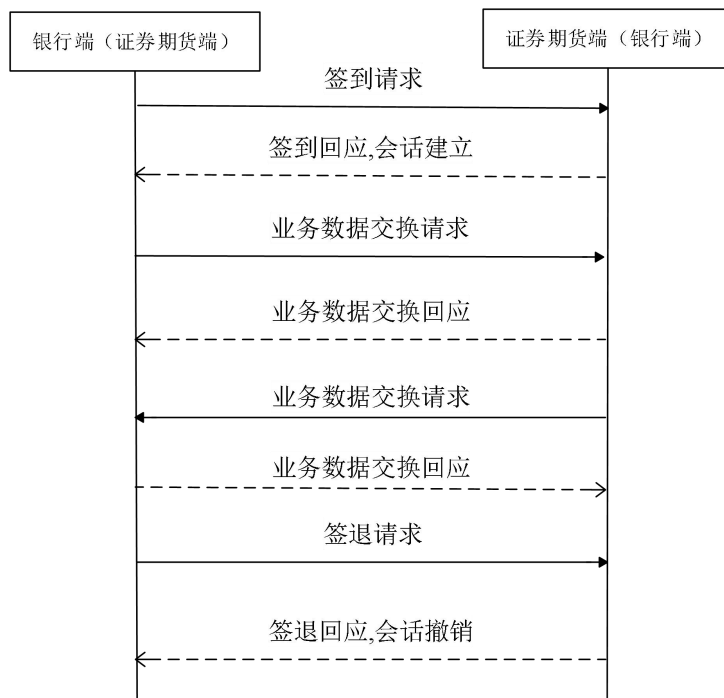 银行端（证券期货端）
证券期货端（银行端）
签到请求
签到回应,会话建立
业务数据交换请求
业务数据交换回应
业务数据交换请求
业务数据交换回应
签退请求
签退回应,会话撤销